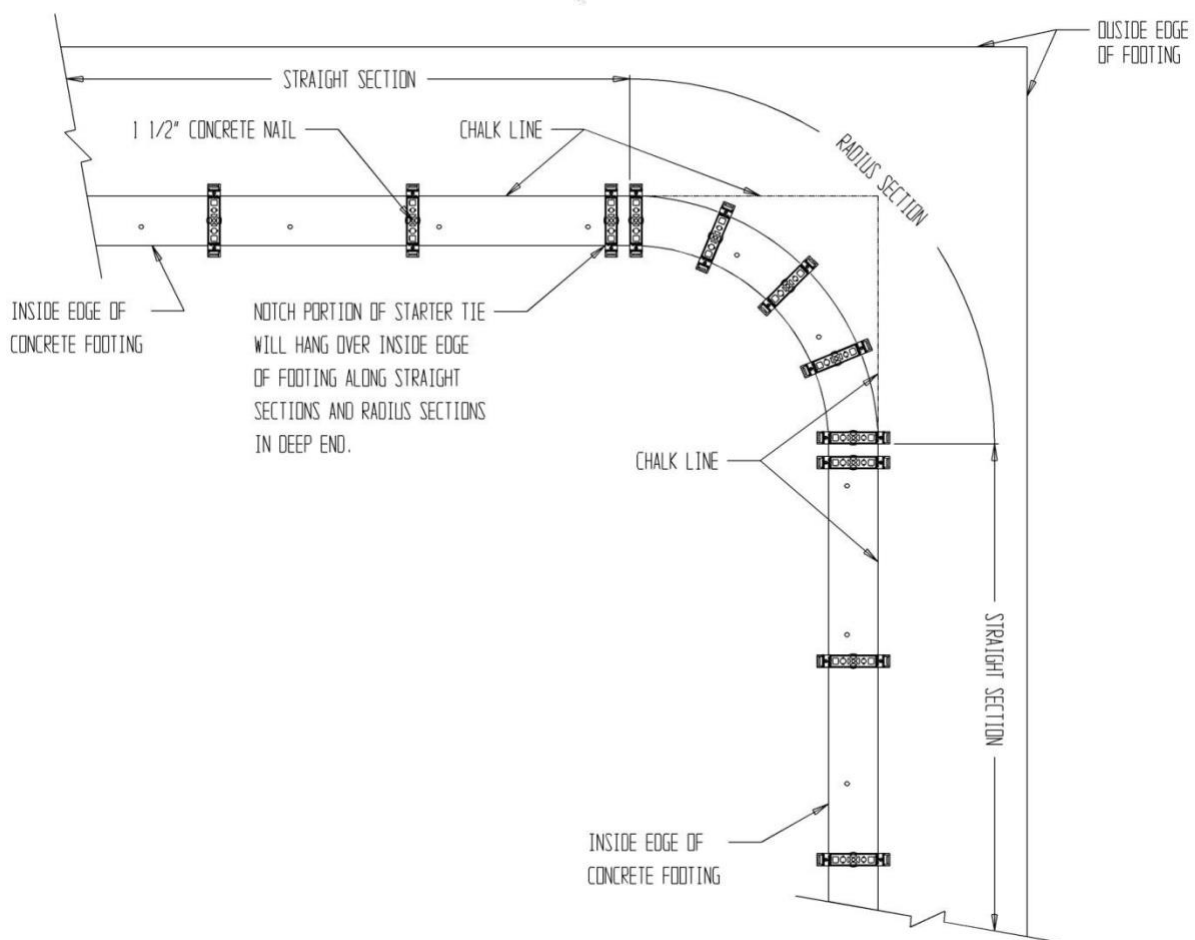 OUSIDE EDGE
OF FOOTING
STRAIGHT SECTION
1 1/2" CONCRETE NAIL
CHALK LINE
RADIUS SECTION
INSIDE EDGE OF
CONCRETE FOOTING
NOTCH PORTION OF STARTER TIE
WILL HANG OVER INSIDE EDGE
OF FOOTING ALONG STRAIGHT
SECTIONS AND RADIUS SECTIONS
IN DEEP END.
CHALK LINE
STRAIGHT SECTION
INSIDE EDGE OF
CONCRETE FOOTING